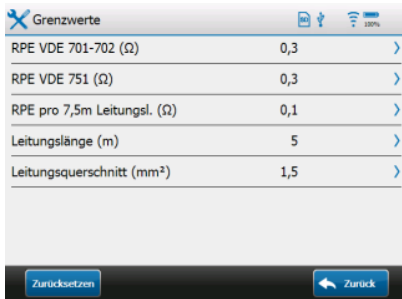 Grenzwerte
100%
RPE VDE 701-702 (Ω) 0,3
RPE VDE 751 (Ω) 0,3
RPE pro 7,5m Leitungsl. (Ω) 0,1
Leitungslänge (m) 5
Leitungsquerschnitt (mm²) 1,5
Zurücksetzen Zurück